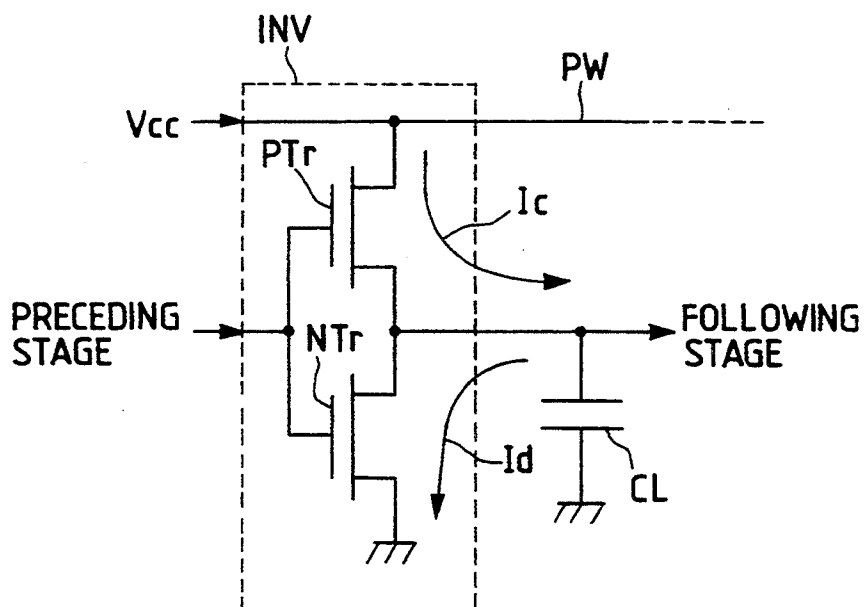 INV
PW
Vcc
PTr
Ic
PRECEDING
STAGE
NTr
FOLLOWING
STAGE
Id
CL